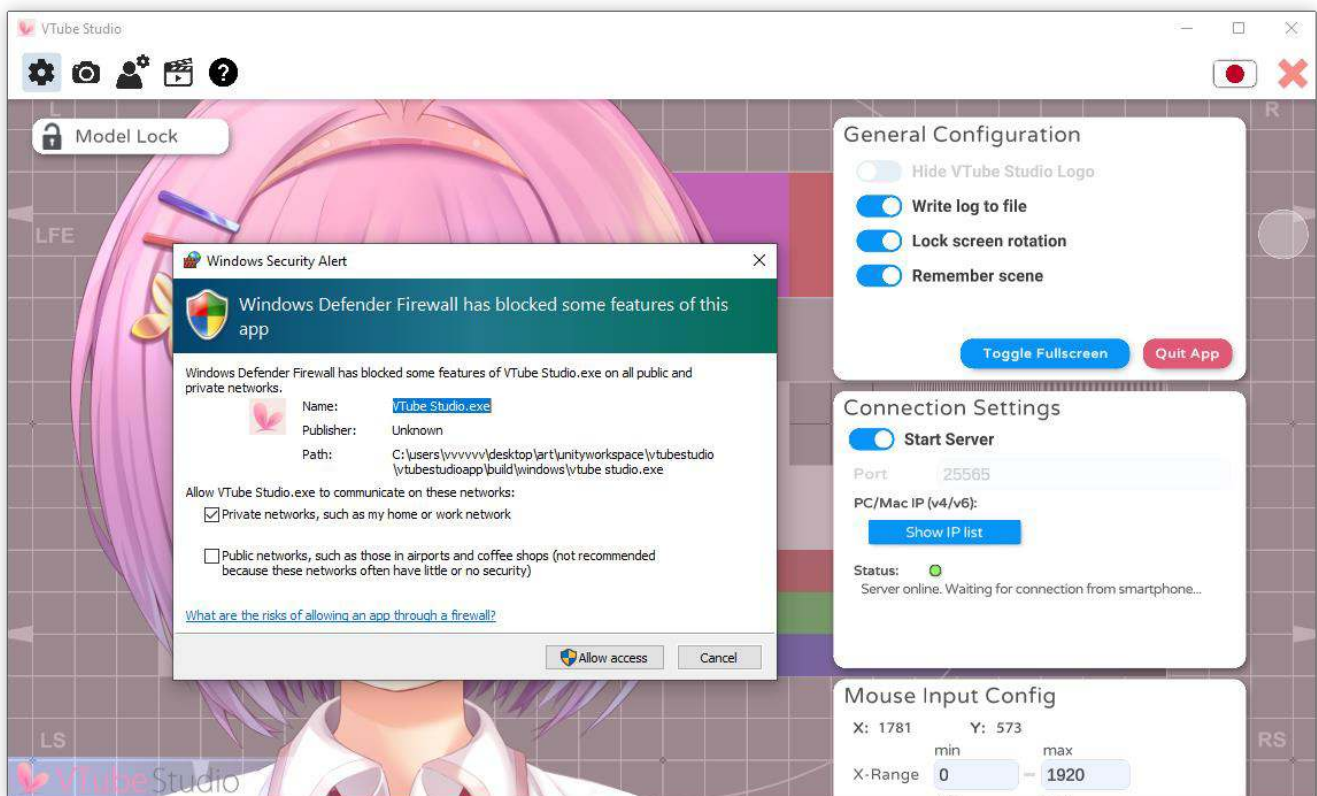 VTube Studio
L
R
Model Lock
LFE
General Configuration
Hide VTube Studio Logo
Write log to file
Lock screen rotation
Remember scene
Toggle Fullscreen
Quit App
Windows Security Alert
Windows Defender Firewall has blocked some features of this
app
Windows Defender Firewall has blocked some features of VTube Studio.exe on all public and
private networks.
Name: VTube Studio.exe
Publisher: Unknown
Path: C:\users\vvvvvv\desktop\art\unityworkspace\vtubestudio
\vtubestudioapp\build\windows\vtube studio.exe
Allow VTube Studio.exe to communicate on these networks:
Private networks, such as my home or work network
Public networks, such as those in airports and coffee shops (not recommended
because these networks often have little or no security)
What are the risks of allowing an app through a firewall?
Allow access
Cancel
Connection Settings
Start Server
Port 25565
PC/Mac IP (v4/v6):
Show IP list
Status:
Server online. Waiting for connection from smartphone...
Mouse Input Config
X: 1781 Y: 573
min max
X-Range 0 – 1920
LS
RS
VTubeStudio